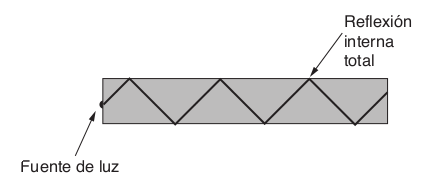 Reflexión
interna
total
Fuente de luz